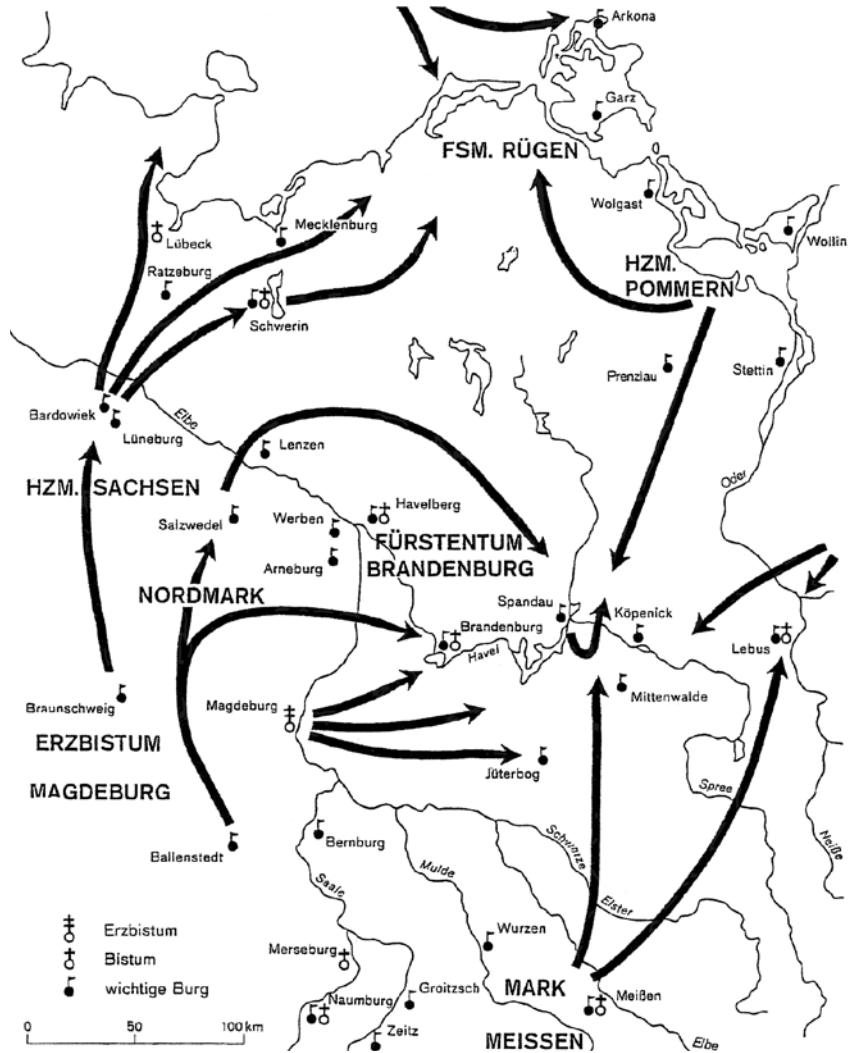 Arkona
Garz
FSM. RÜGEN
Wolgast
Wollin
Mecklenburg
Lübeck
Ratzeburg
HZM.
POMMERN
Schwerin
Prenzlau
Stettin
Bardowiek
Elbe
Lüneburg
Lenzen
Oder
HZM. SACHSEN
Salzwedel
Werben
Havelberg
FÜRSTENTUM
BRANDENBURG
Arneburg
NORDMARK
Spandau
Köpenick
Brandenburg
Lebus
Havel
Braunschweig
Magdeburg
Mittenwalde
ERZBISTUM
MAGDEBURG
Jüterbog
Spree
Neiße
Ballenstedt
Bernburg
Schwarze
Elster
Mulde
Saale
Erzbistum
Wurzen
Bistum
Merseburg
wichtige Burg
MARK
Meißen
Groitzsch
Naumburg
Zeitz
MEISSEN
Elbe
0 50 100 km